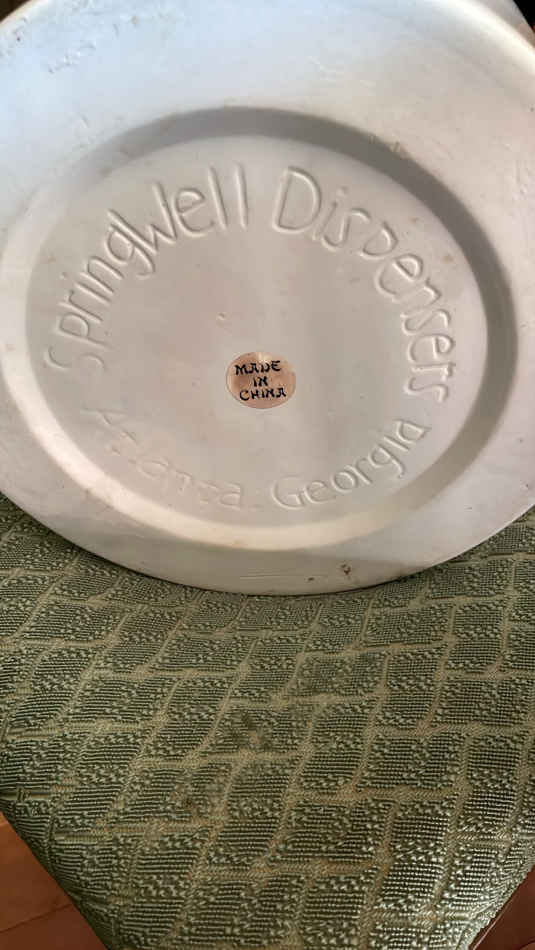 SpringWell Dispensers
MADE
IN
CHINA
Atlanta Georgia